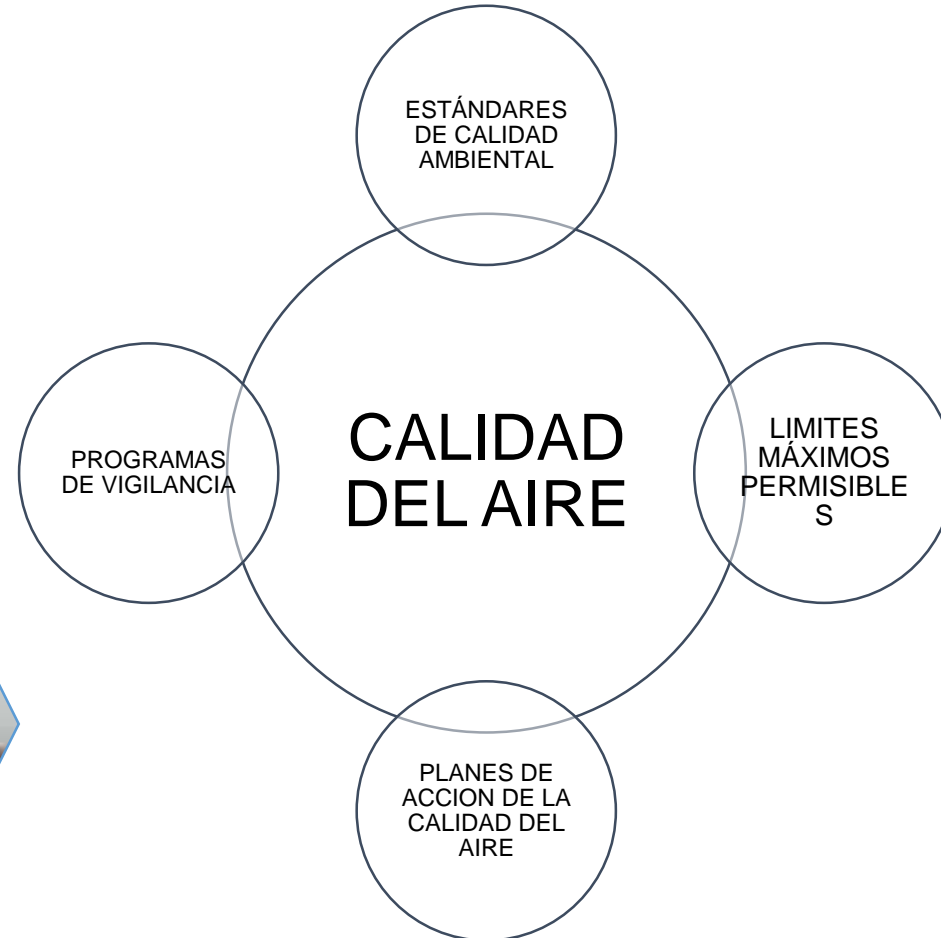 ESTÁNDARES
DE CALIDAD
AMBIENTAL
PROGRAMAS
DE VIGILANCIA
CALIDAD
DEL AIRE
LIMITES
MÁXIMOS
PERMISIBLE
S
PLANES DE
ACCION DE LA
CALIDAD DEL
AIRE